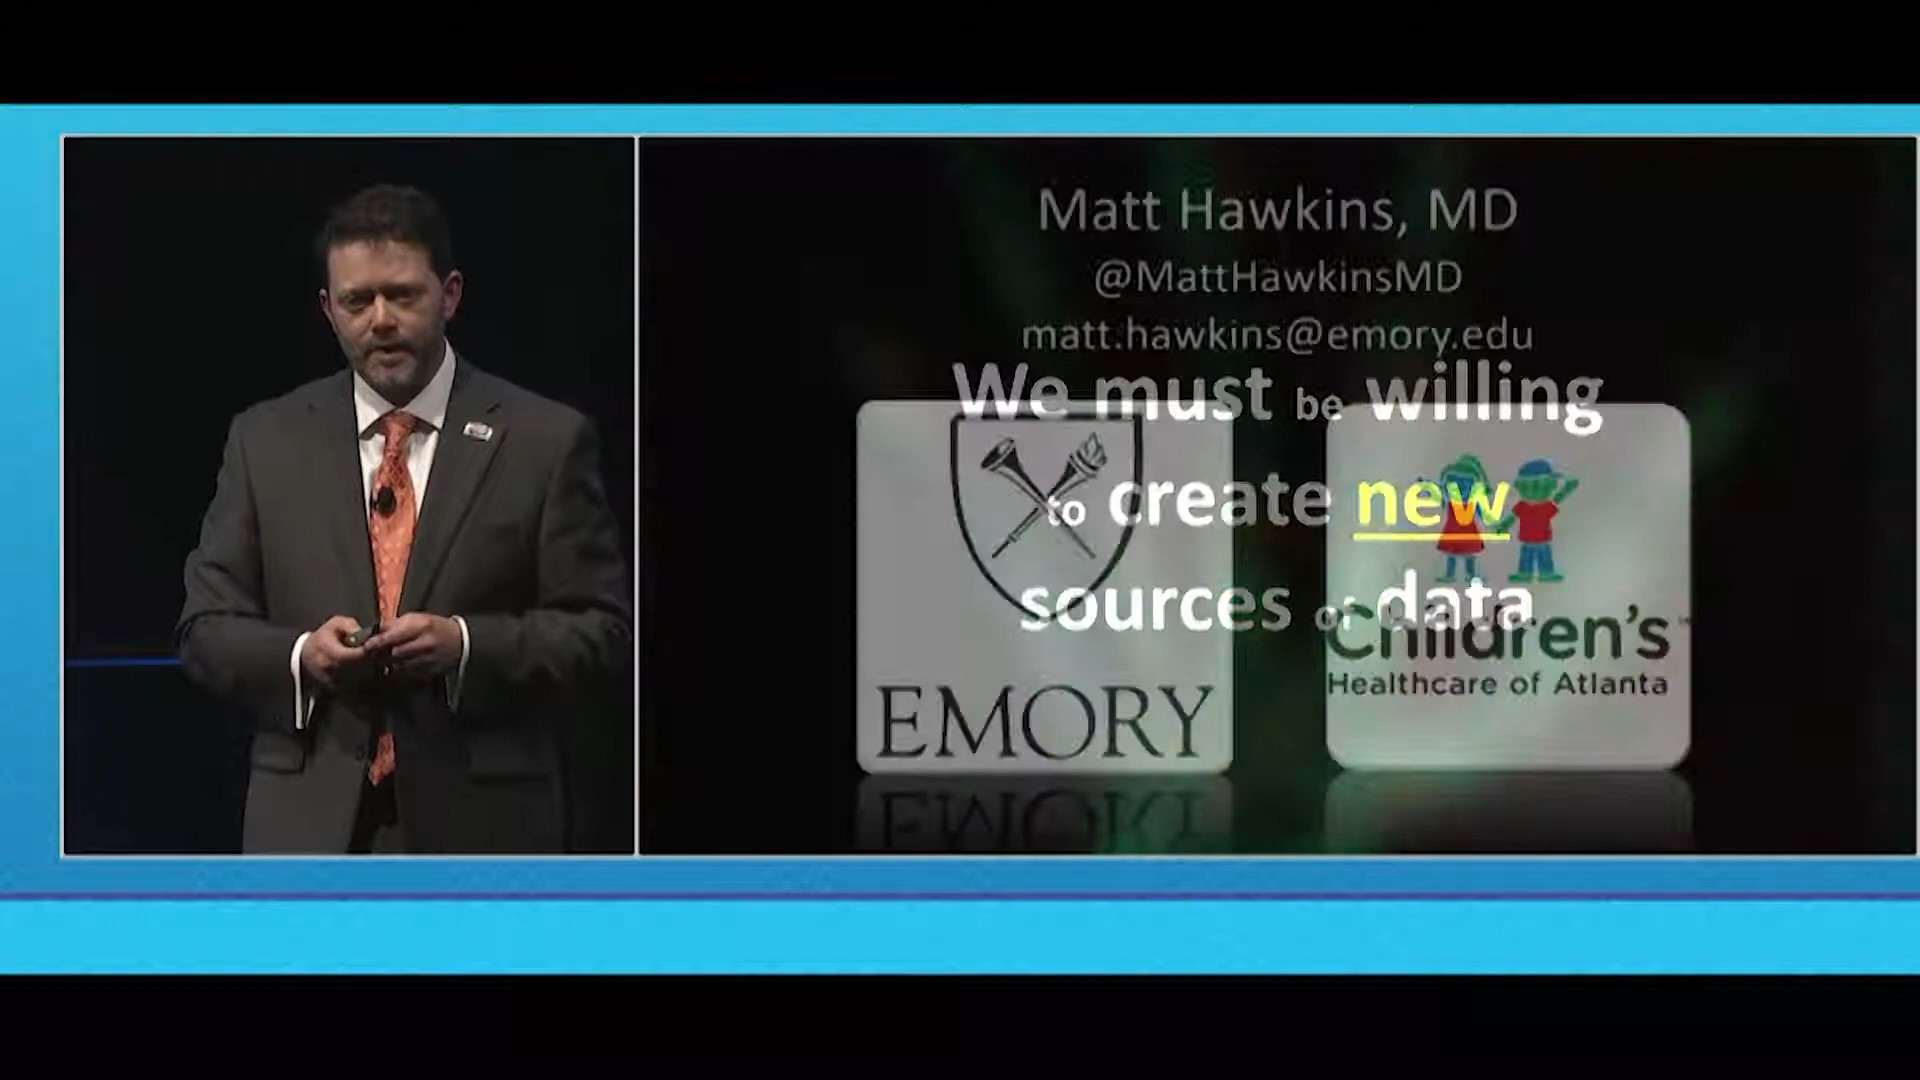 Matt Hawkins, MD
@MattHawkinsMD
matt.hawkins@emory.edu
We must be willing
to create new
sources of data
EMORY
Children's
Healthcare of Atlanta